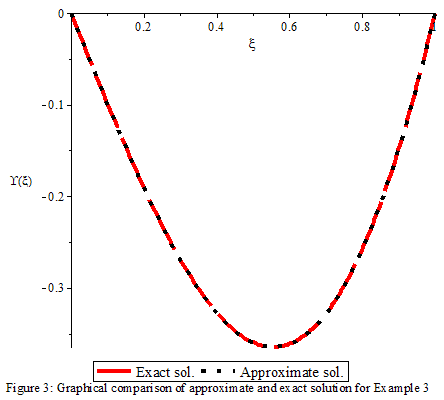 0
0.2
0.4
0.6
0.8
1
ξ
-0.1
ϒ(ξ)
-0.2
-0.3
Exact sol.
Approximate sol.
Figure 3: Graphical comparison of approximate and exact solution for Example 3